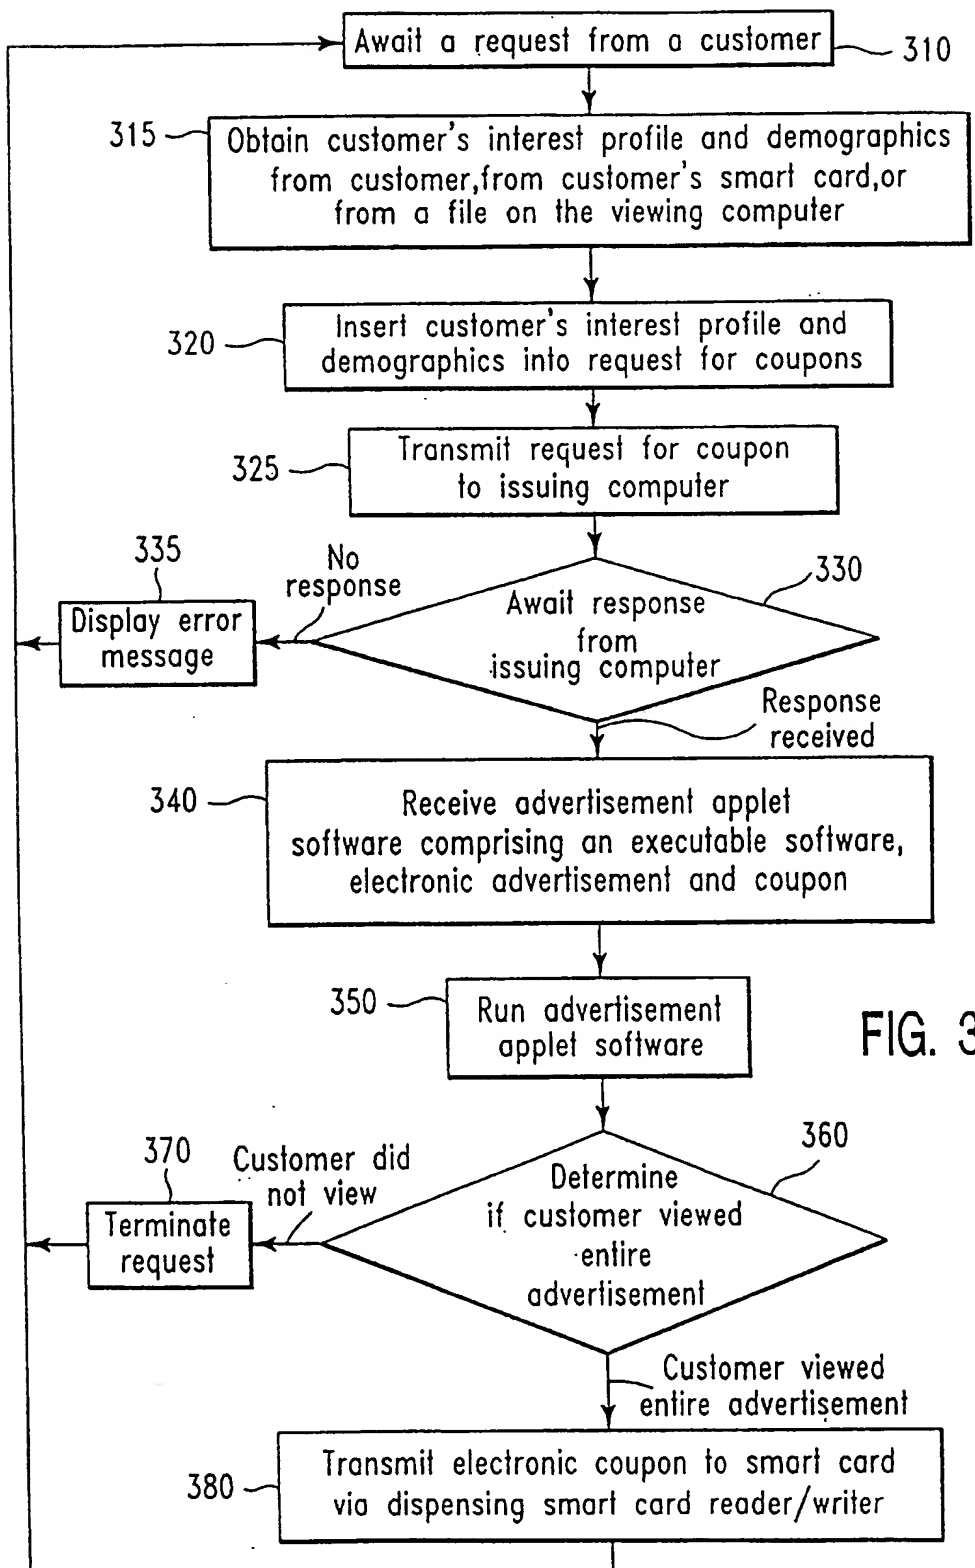 Await a request from a customer
310
315
Obtain customer's interest profile and demographics
from customer,from customer's smart card,or
from a file on the viewing computer
320
Insert customer's interest profile and
demographics into request for coupons
325
Transmit request for coupon
to issuing computer
335
No
response
330
Display error
message
Await response
from
issuing computer
Response
received
340
Receive advertisement applet
software comprising an executable software,
electronic advertisement and coupon
350
Run advertisement
applet software
FIG. 3
370
Customer did
not view
360
Terminate
request
Determine
if customer viewed
entire
advertisement
Customer viewed
entire advertisement
380
Transmit electronic coupon to smart card
via dispensing smart card reader/writer